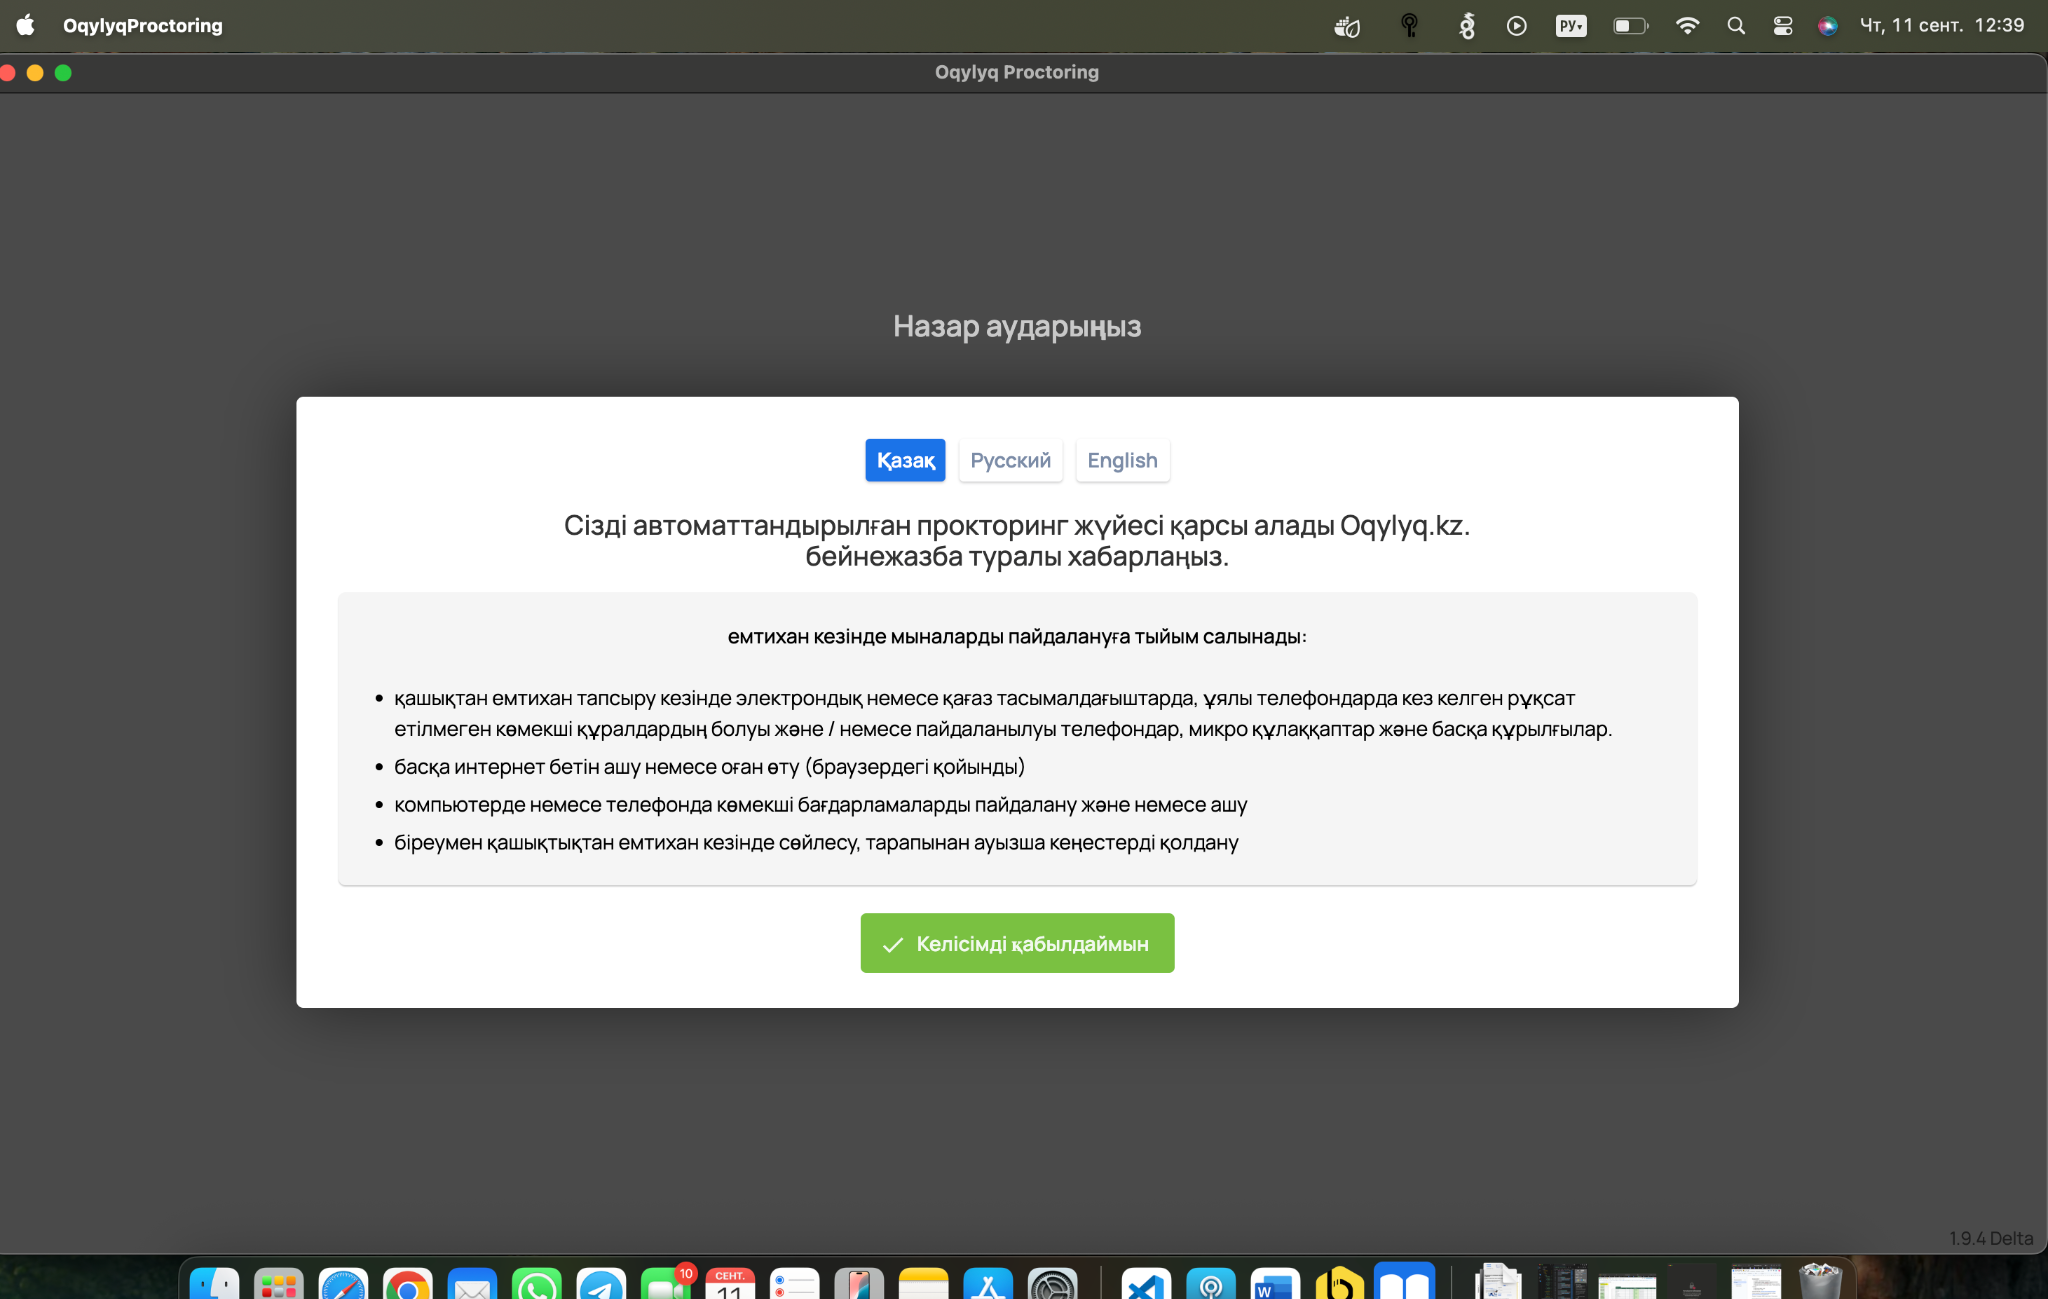 OqylyqProctoring
РУ
Чт, 11 сент. 12:39
Oqylyq Proctoring
Назар аударыңыз
Қазақ Русский English
Сізді автоматтандырылған прокторинг жүйесі қарсы алады Oqylyq.kz.
бейнежазба туралы хабарлаңыз.
емтихан кезінде мыналарды пайдалануға тыйым салынады:
• қашықтан емтихан тапсыру кезінде электрондық немесе қағаз тасымалдағыштарда, ұялы телефондарда кез келген рұқсат
етілмеген көмекші құралдардың болуы және / немесе пайдаланылуы телефондар, микро құлаққаптар және басқа құрылғылар.
• басқа интернет бетін ашу немесе оған өту (браузердегі қойынды)
• компьютерде немесе телефонда көмекші бағдарламаларды пайдалану және немесе ашу
• біреумен қашықтықтан емтихан кезінде сөйлесу, тарапынан ауызша кеңестерді қолдану
Келісімді қабылдаймын
1.9.4 Delta
10
СЕНТ.
11
W